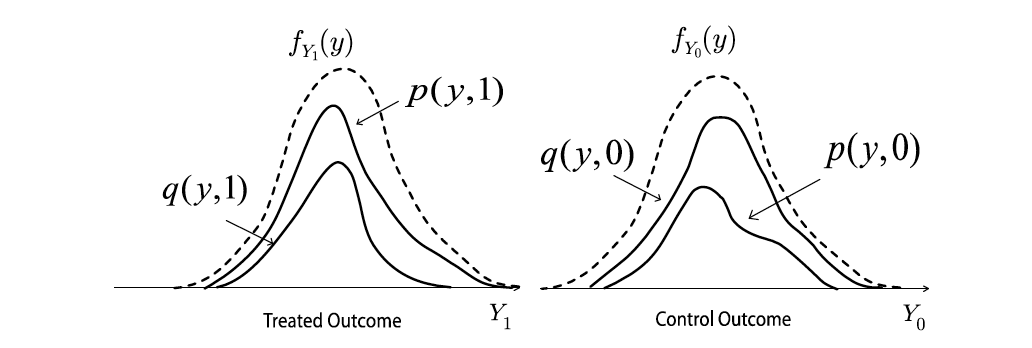 f_{Y_1}(y)
p(y,1)
q(y,1)
Y_1
Treated Outcome
f_{Y_0}(y)
q(y,0)
p(y,0)
Y_0
Control Outcome